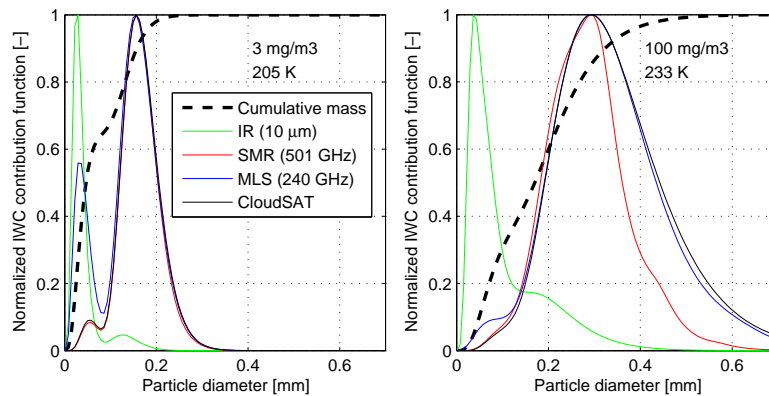 Normalized IWC contribution function [−]
1
0.8
0.6
0.4
0.2
0
0
0.2
0.4
0.6
Particle diameter [mm]
3 mg/m3
205 K
Cumulative mass
IR (10 μm)
SMR (501 GHz)
MLS (240 GHz)
CloudSAT
Normalized IWC contribution function [−]
1
0.8
0.6
0.4
0.2
0
0
0.2
0.4
0.6
Particle diameter [mm]
100 mg/m3
233 K